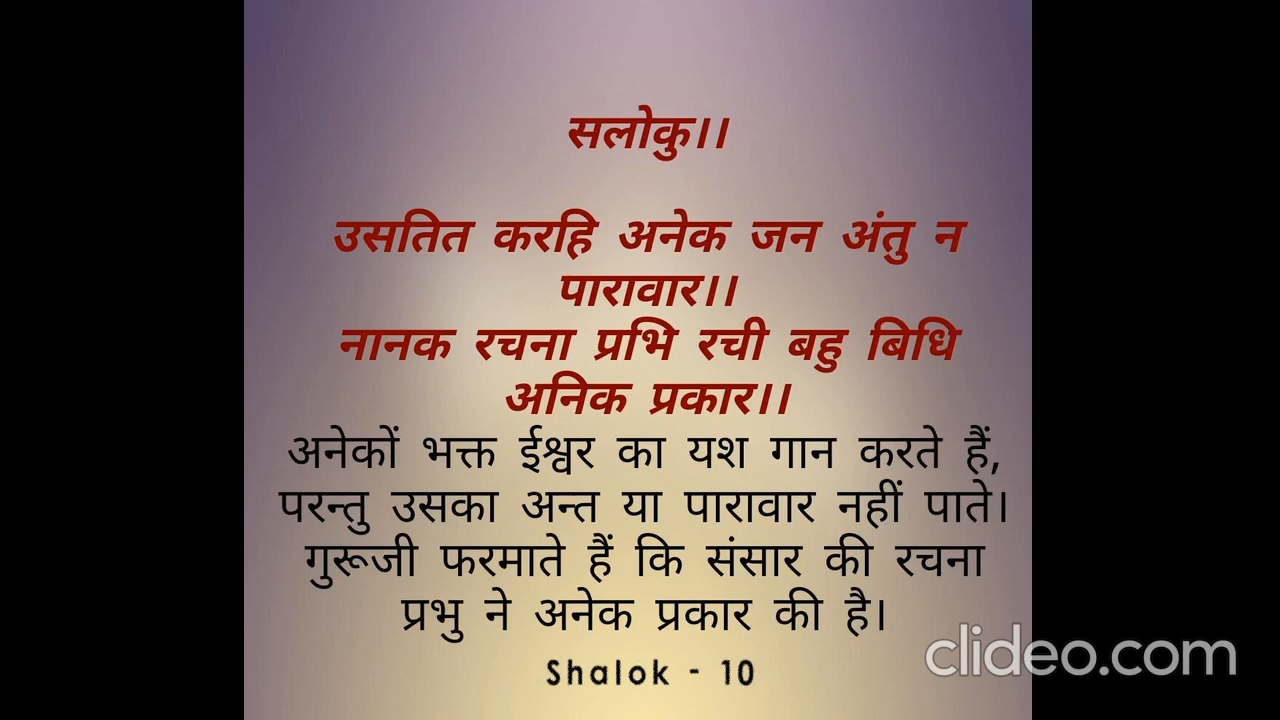 सलोकु।।
उसतित करहि अनेक जन अंतु न
पारावार।।
नानक रचना प्रभि रची बहु बिधि
अनिक प्रकार।।
अनेकों भक्त ईश्वर का यश गान करते हैं,
परन्तु उसका अन्त या पारावार नहीं पाते।
गुरूजी फरमाते हैं कि संसार की रचना
प्रभु ने अनेक प्रकार की है।
clideo.com
Shalok - 10